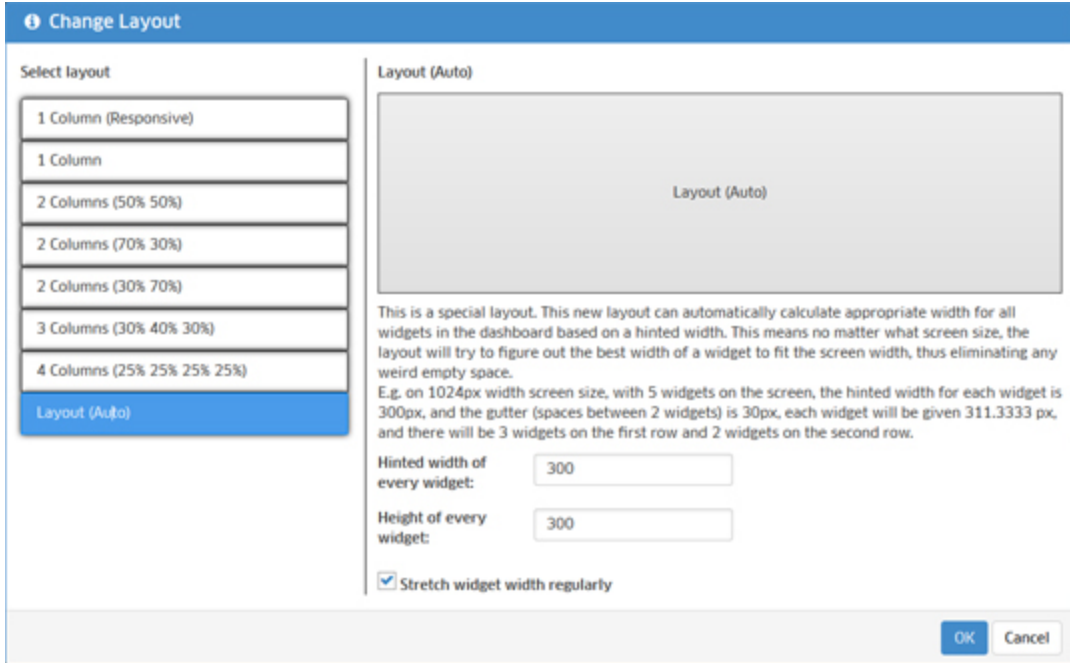 Change Layout
Select layout
1 Column (Responsive)
1 Column
2 Columns (50% 50%)
2 Columns (70% 30%)
2 Columns (30% 70%)
3 Columns (30% 40% 30%)
4 Columns (25% 25% 25% 25%)
Layout (Auto)
Layout (Auto)
Layout (Auto)
This is a special layout. This new layout can automatically calculate appropriate width for all
widgets in the dashboard based on a hinted width. This means no matter what screen size, the
layout will try to figure out the best width of a widget to fit the screen width, thus eliminating any
weird empty space.
E.g. on 1024px width screen size, with 5 widgets on the screen, the hinted width for each widget is
300px, and the gutter (spaces between 2 widgets) is 30px, each widget will be given 311.3333 px,
and there will be 3 widgets on the first row and 2 widgets on the second row.
Hinted width of
every widget:
300
Height of every
widget:
300
Stretch widget width regularly
OK
Cancel